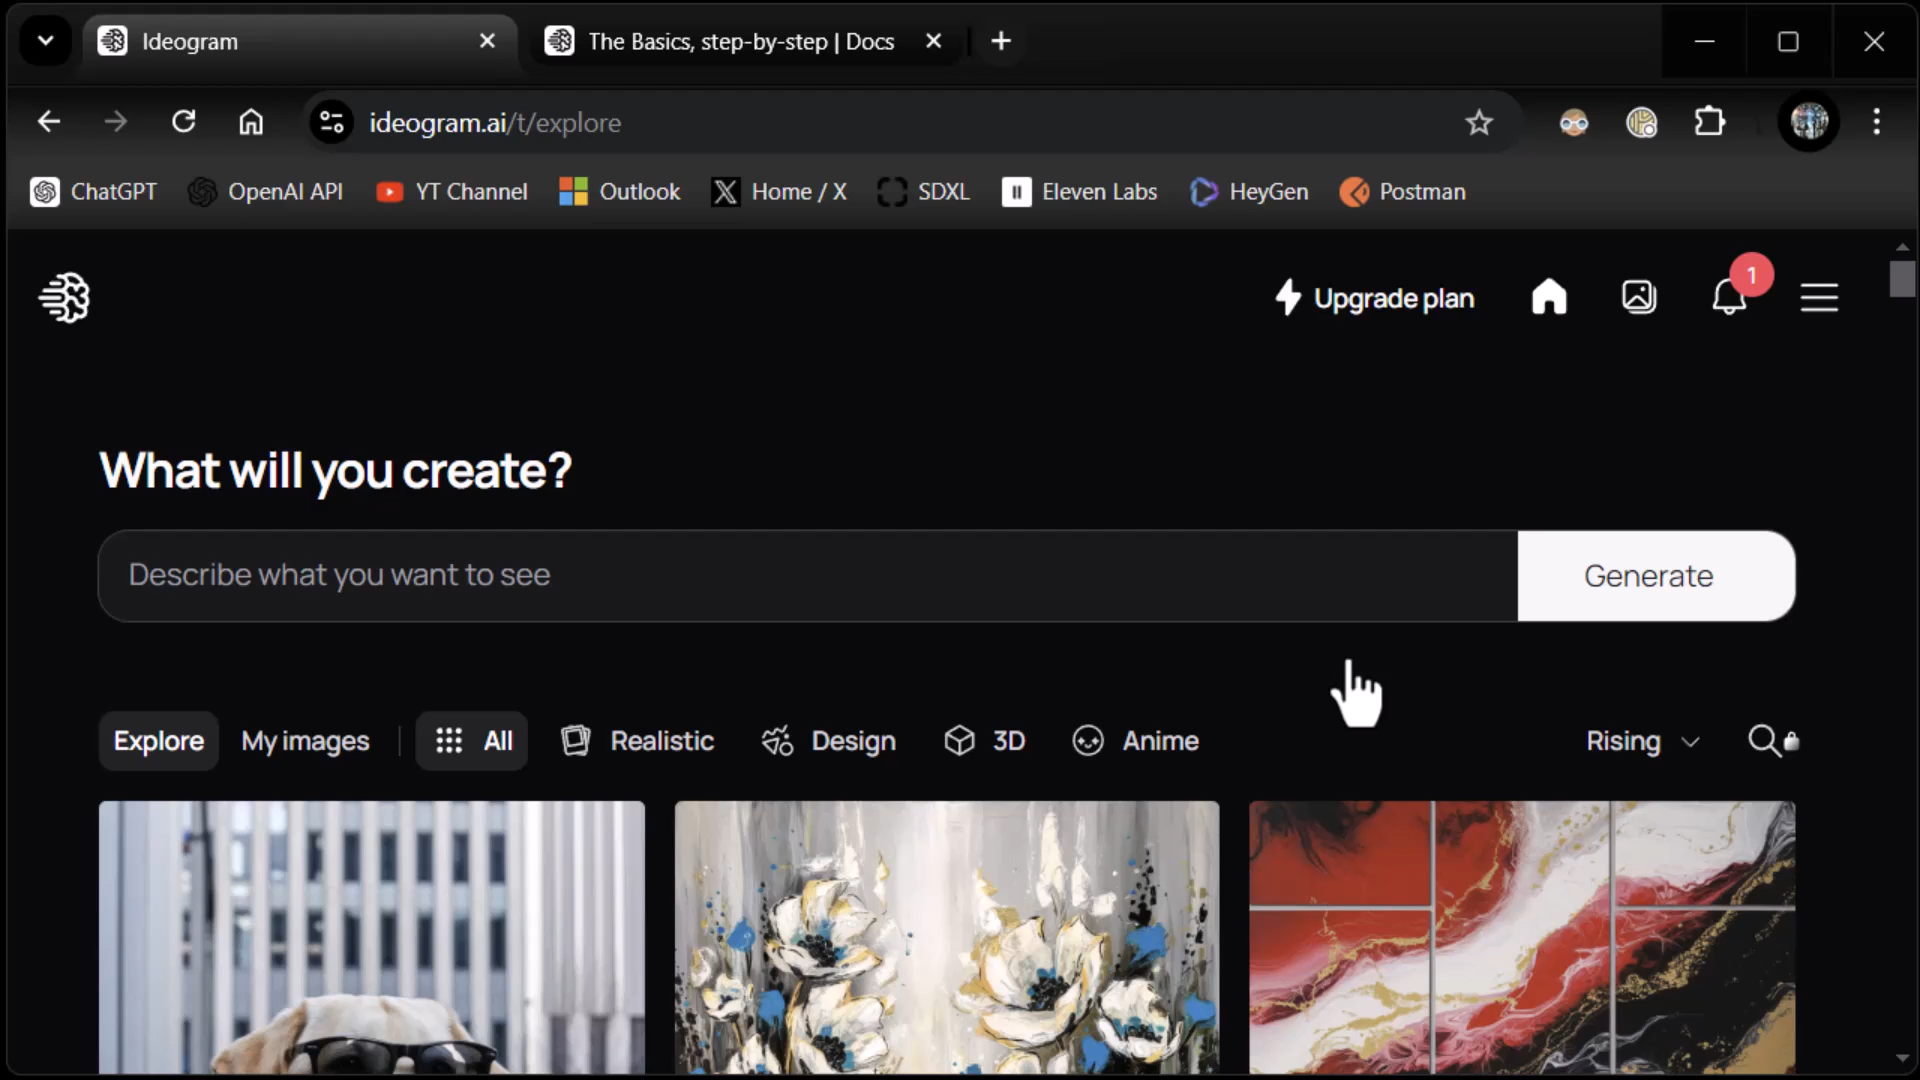 Ideogram
The Basics, step-by-step | Docs
ideogram.ai/t/explore
ChatGPT OpenAI API YT Channel Outlook Home / X SDXL Eleven Labs HeyGen Postman
Upgrade plan
1
What will you create?
Describe what you want to see
Generate
Explore My images All Realistic Design 3D Anime Rising